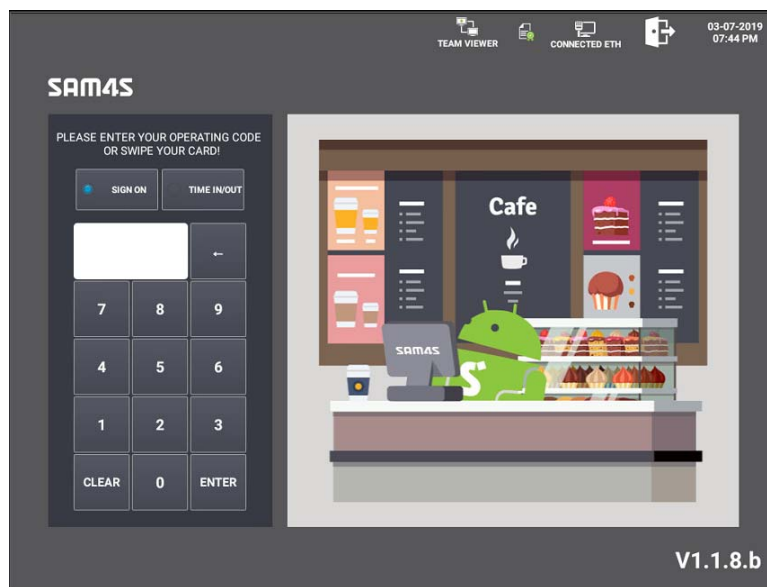 TEAM VIEWER
CONNECTED ETH
03-07-2019
07:44 PM
SAM4S
PLEASE ENTER YOUR OPERATING CODE
OR SWIPE YOUR CARD!
SIGN ON
TIME IN/OUT
←
7 8 9
4 5 6
1 2 3
CLEAR 0 ENTER
Cafe
SAM4S
S
V1.1.8.b